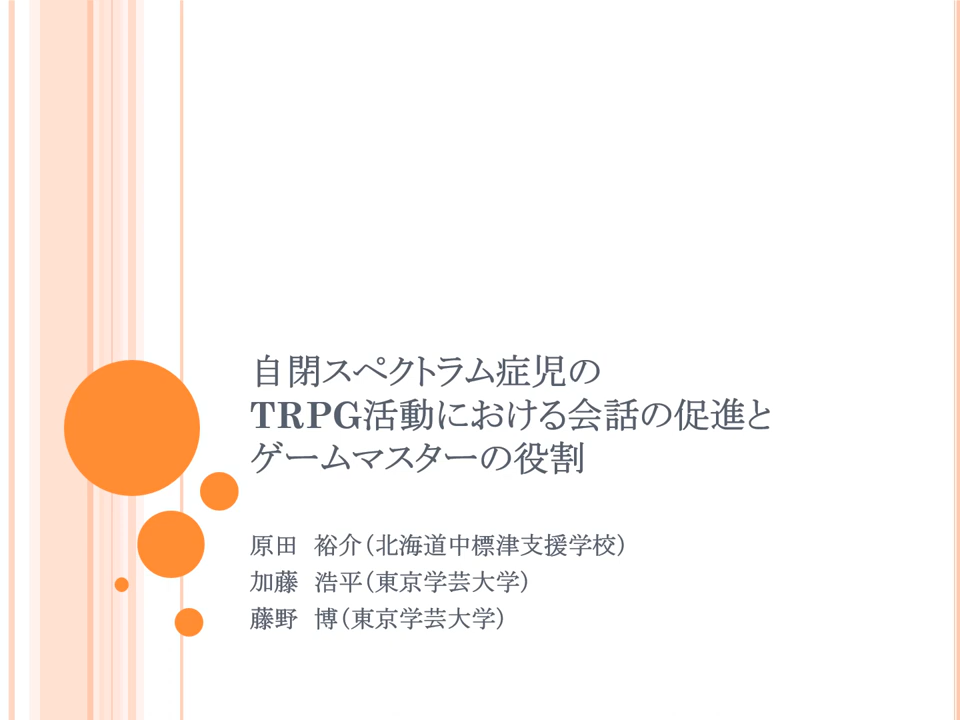 自閉スペクトラム症児の
TRPG活動における会話の促進と
ゲームマスターの役割
原田　裕介（北海道中標津支援学校）
加藤　浩平（東京学芸大学）
藤野　博（東京学芸大学）